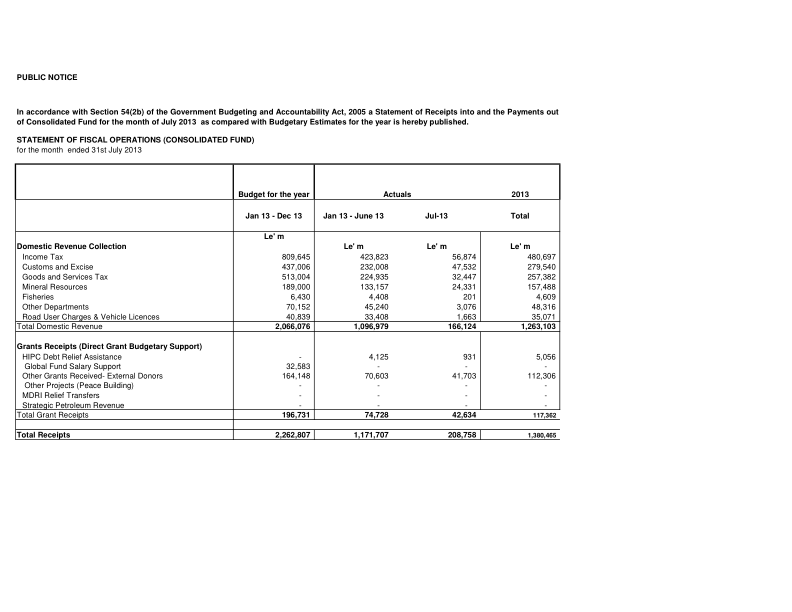 PUBLIC NOTICE
In accordance with Section 54(2b) of the Government Budgeting and Accountability Act, 2005 a Statement of Receipts into and the Payments out
of Consolidated Fund for the month of July 2013 as compared with Budgetary Estimates for the year is hereby published.
STATEMENT OF FISCAL OPERATIONS (CONSOLIDATED FUND)
for the month ended 31st July 2013
Budget for the year Actuals 2013
Jan 13 - Dec 13 Jan 13 - June 13 Jul-13 Total
Le' m
Domestic Revenue Collection Le' m Le' m Le' m
Income Tax 809,645 423,823 56,874 480,697
Customs and Excise 437,006 232,008 47,532 279,540
Goods and Services Tax 513,004 224,935 32,447 257,382
Mineral Resources 189,000 133,157 24,331 157,488
Fisheries 6,430 4,408 201 4,609
Other Departments 70,152 45,240 3,076 48,316
Road User Charges & Vehicle Licences 40,839 33,408 1,663 35,071
Total Domestic Revenue 2,066,076 1,096,979 166,124 1,263,103
Grants Receipts (Direct Grant Budgetary Support)
HIPC Debt Relief Assistance - 4,125 931 5,056
Global Fund Salary Support 32,583 - - -
Other Grants Received- External Donors 164,148 70,603 41,703 112,306
Other Projects (Peace Building) - - - -
MDRI Relief Transfers - - - -
Strategic Petroleum Revenue - - - -
Total Grant Receipts 196,731 74,728 42,634 117,362
Total Receipts 2,262,807 1,171,707 208,758 1,380,465